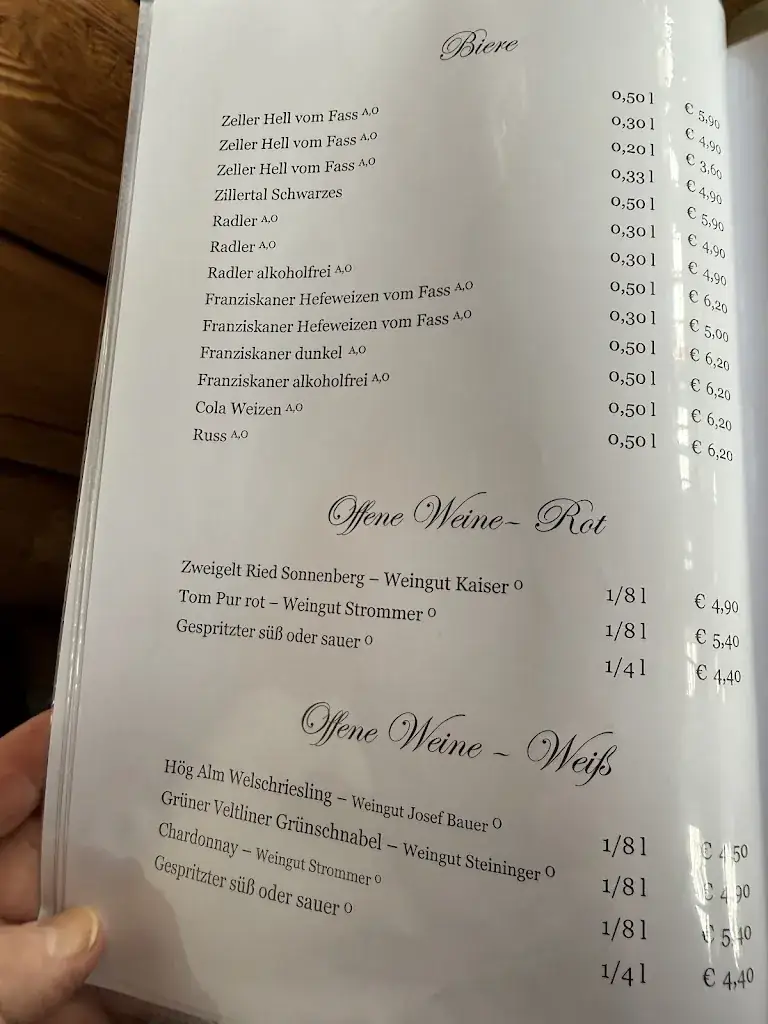 Biere
Zeller Hell vom Fass A,O 0,50 l € 5,90
Zeller Hell vom Fass A,O 0,30 l € 4,90
Zeller Hell vom Fass A,O 0,20 l € 3,60
Zillertal Schwarzes 0,33 l € 4,90
Radler A,O 0,50 l € 5,90
Radler A,O 0,30 l € 4,90
Radler alkoholfrei A,O 0,30 l € 4,90
Franziskaner Hefeweizen vom Fass A,O 0,50 l € 6,20
Franziskaner Hefeweizen vom Fass A,O 0,30 l € 5,00
Franziskaner dunkel A,O 0,50 l € 6,20
Franziskaner alkoholfrei A,O 0,50 l € 6,20
Cola Weizen A,O 0,50 l € 6,20
Russ A,O 0,50 l € 6,20
Offene Weine– Rot
Zweigelt Ried Sonnenberg – Weingut Kaiser O 1/8 l € 4,90
Tom Pur rot – Weingut Strommer O 1/8 l € 5,40
Gespritzter süß oder sauer O 1/4 l € 4,40
Offene Weine – Weiß
Hög Alm Welschriesling – Weingut Josef Bauer O 1/8 l € 4,50
Grüner Veltliner Grünschnabel – Weingut Steininger O 1/8 l € 4,90
Chardonnay – Weingut Strommer O 1/8 l € 5,40
Gespritzter süß oder sauer O 1/4 l € 4,40